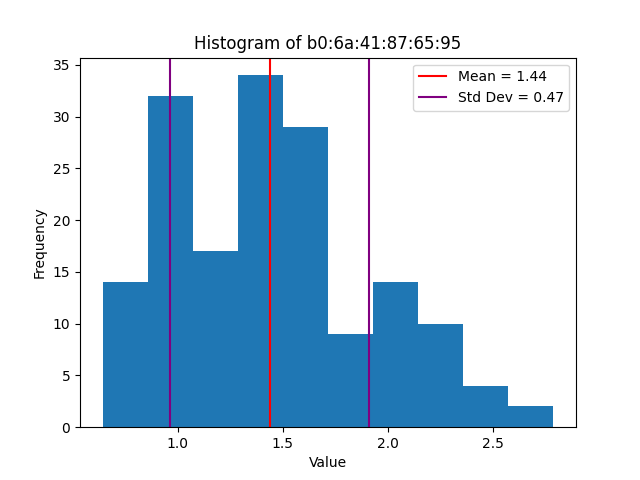 Histogram of b0:6a:41:87:65:95
Mean = 1.44
Std Dev = 0.47
Frequency
35
30
25
20
15
10
5
0
1.0 1.5 2.0 2.5
Value